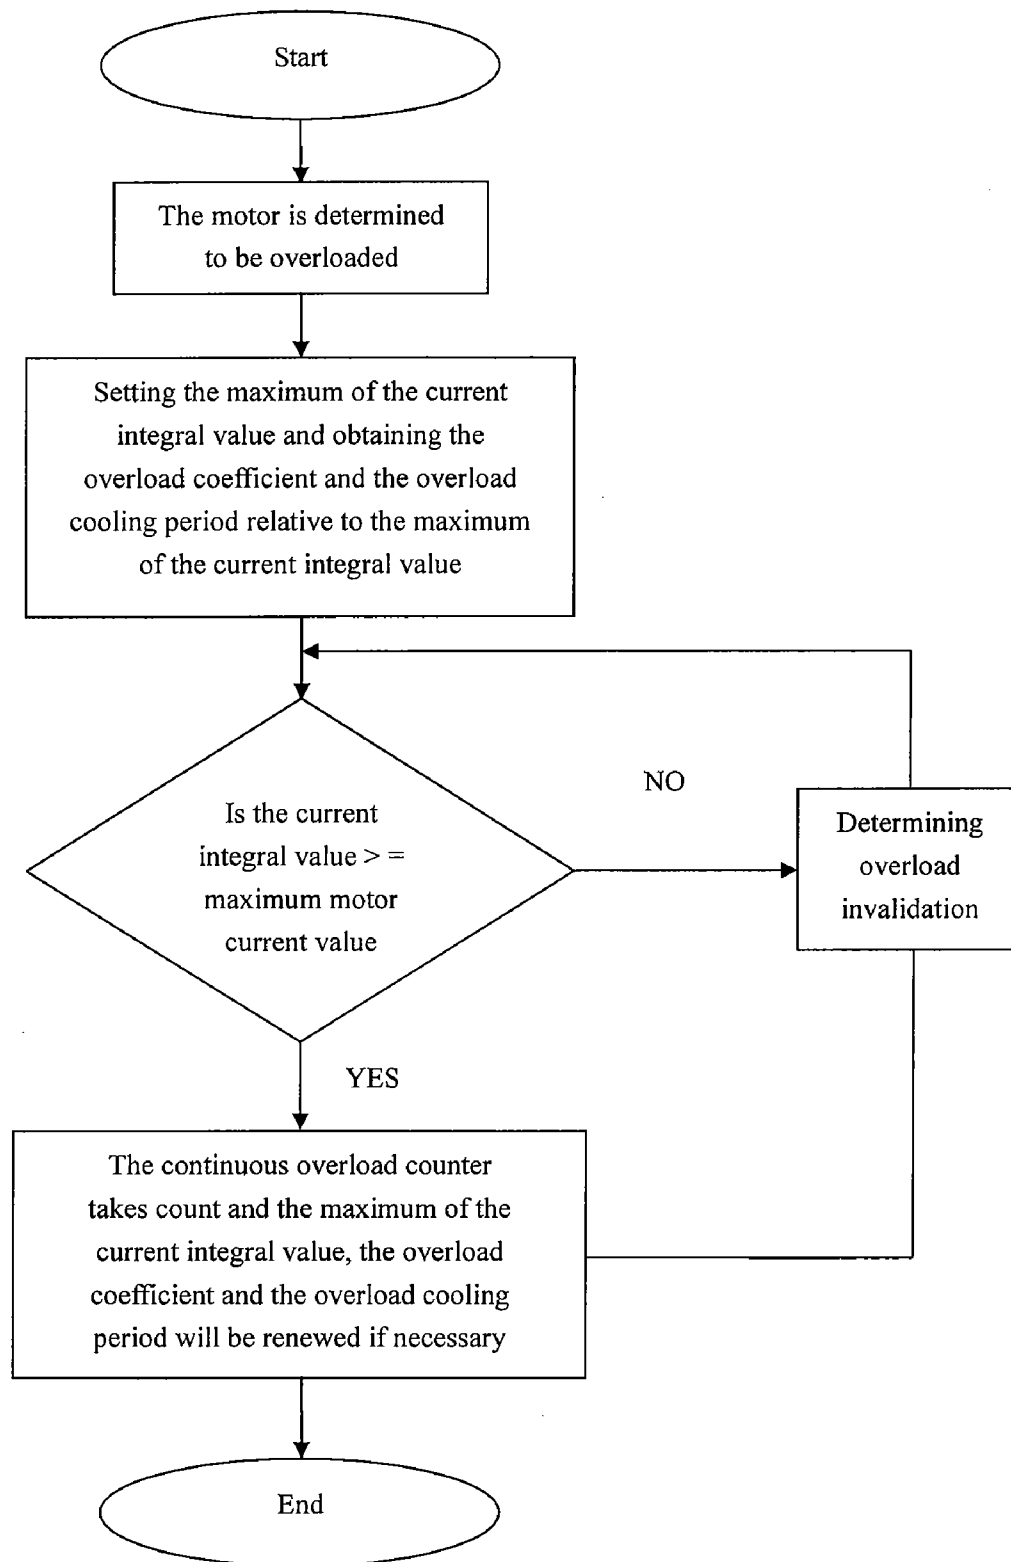 Start
The motor is determined
to be overloaded
Setting the maximum of the current
integral value and obtaining the
overload coefficient and the overload
cooling period relative to the maximum
of the current integral value
NO
Is the current
integral value > =
maximum motor
current value
Determining
overload
invalidation
YES
The continuous overload counter
takes count and the maximum of the
current integral value, the overload
coefficient and the overload cooling
period will be renewed if necessary
End